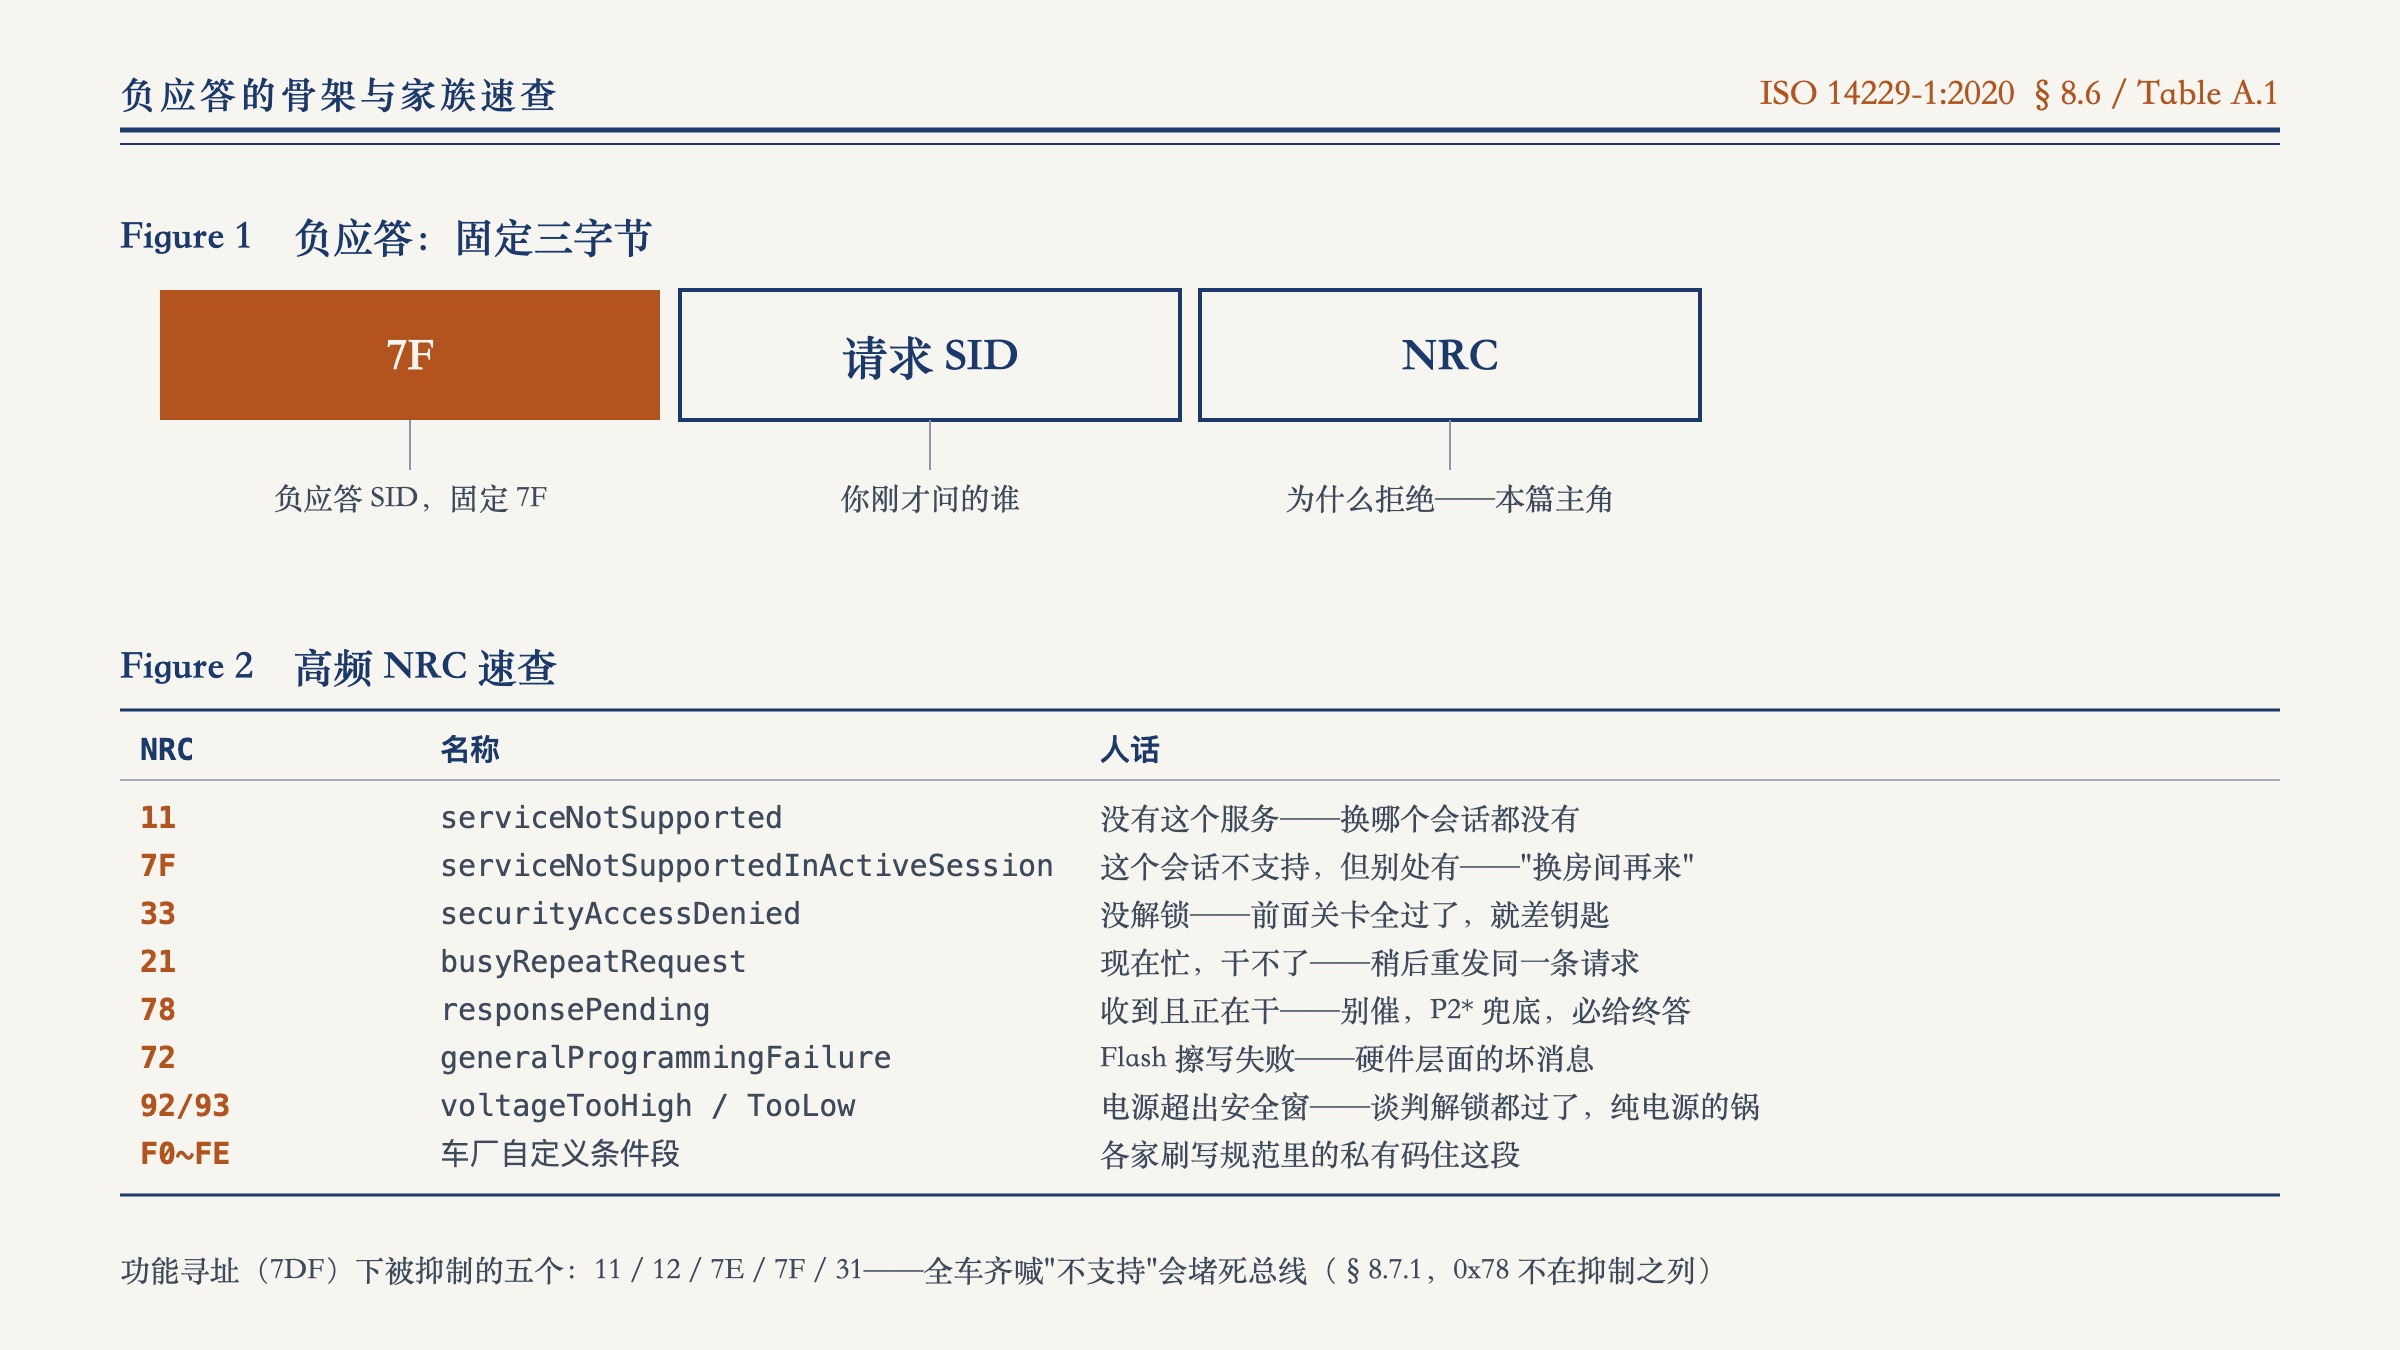 负应答的骨架与家族速查
ISO 14229-1:2020 § 8.6 / Table A.1
Figure 1 负应答：固定三字节
7F
请求 SID
NRC
负应答 SID，固定 7F
你刚才问的谁
为什么拒绝——本篇主角
Figure 2 高频 NRC 速查
NRC 名称 人话
11 serviceNotSupported 没有这个服务——换哪个会话都没有
7F serviceNotSupportedInActiveSession 这个会话不支持，但别处有——"换房间再来"
33 securityAccessDenied 没解锁——前面关卡全过了，就差钥匙
21 busyRepeatRequest 现在忙，干不了——稍后重发同一条请求
78 responsePending 收到且正在干——别催，P2* 兜底，必给终答
72 generalProgrammingFailure Flash 擦写失败——硬件层面的坏消息
92/93 voltageTooHigh / TooLow 电源超出安全窗——谈判解锁都过了，纯电源的锅
F0~FE 车厂自定义条件段 各家刷写规范里的私有码住这段
功能寻址（7DF）下被抑制的五个：11 / 12 / 7E / 7F / 31——全车齐喊"不支持"会堵死总线（ § 8.7.1，0x78 不在抑制之列）